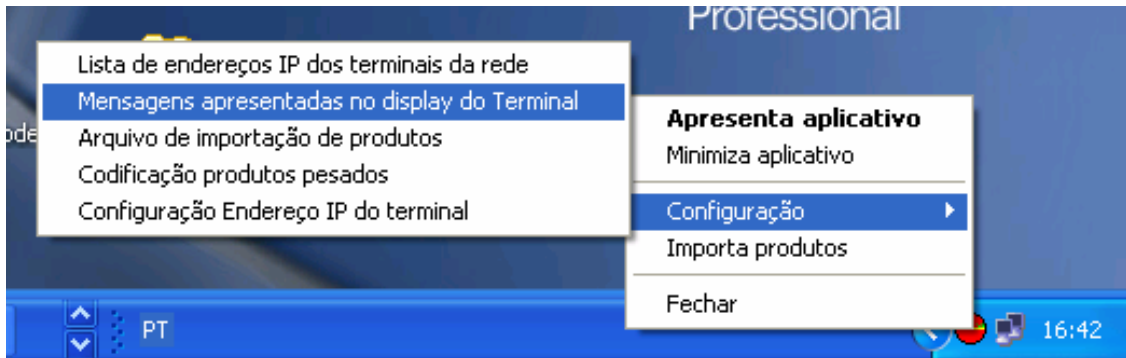 Professional
Lista de endereços IP dos terminais da rede
Mensagens apresentadas no display do Terminal
Arquivo de importação de produtos
Codificação produtos pesados
Configuração Endereço IP do terminal
ode
Apresenta aplicativo
Minimiza aplicativo
Configuração
Importa produtos
Fechar
PT
16:42